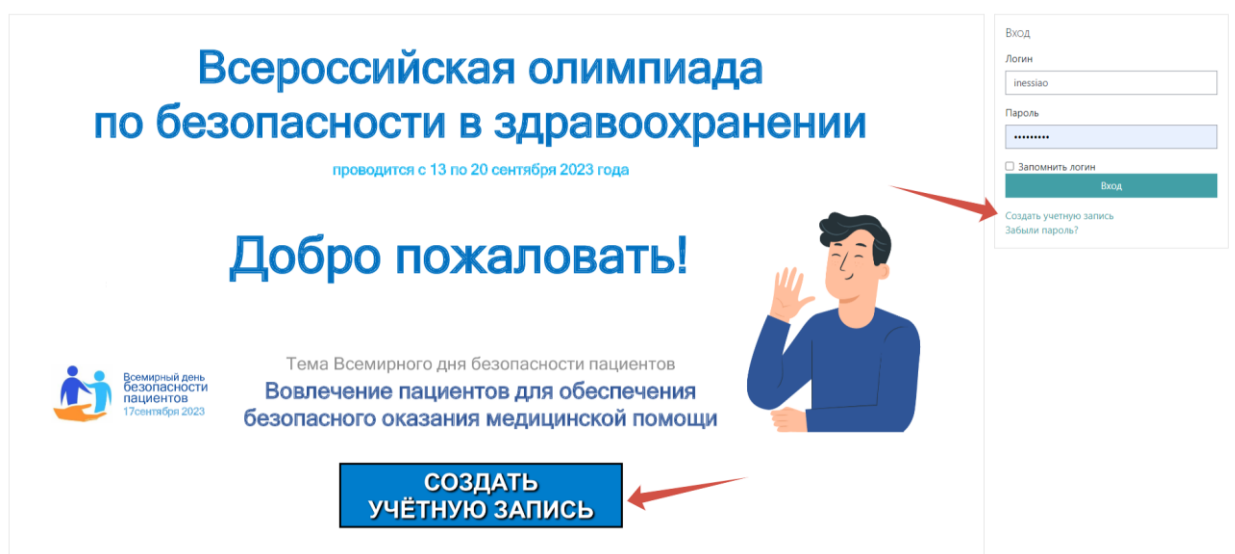 Всероссийская олимпиада
по безопасности в здравоохранении
проводится с 13 по 20 сентября 2023 года
Добро пожаловать!
Всемирный день
безопасности
пациентов
17сентября 2023
Тема Всемирного дня безопасности пациентов
Вовлечение пациентов для обеспечения
безопасного оказания медицинской помощи
СОЗДАТЬ
УЧЁТНУЮ ЗАПИСЬ
Вход
Логин
inessiao
Пароль
•••••••••
Запомнить логин
Вход
Создать учетную запись
Забыли пароль?